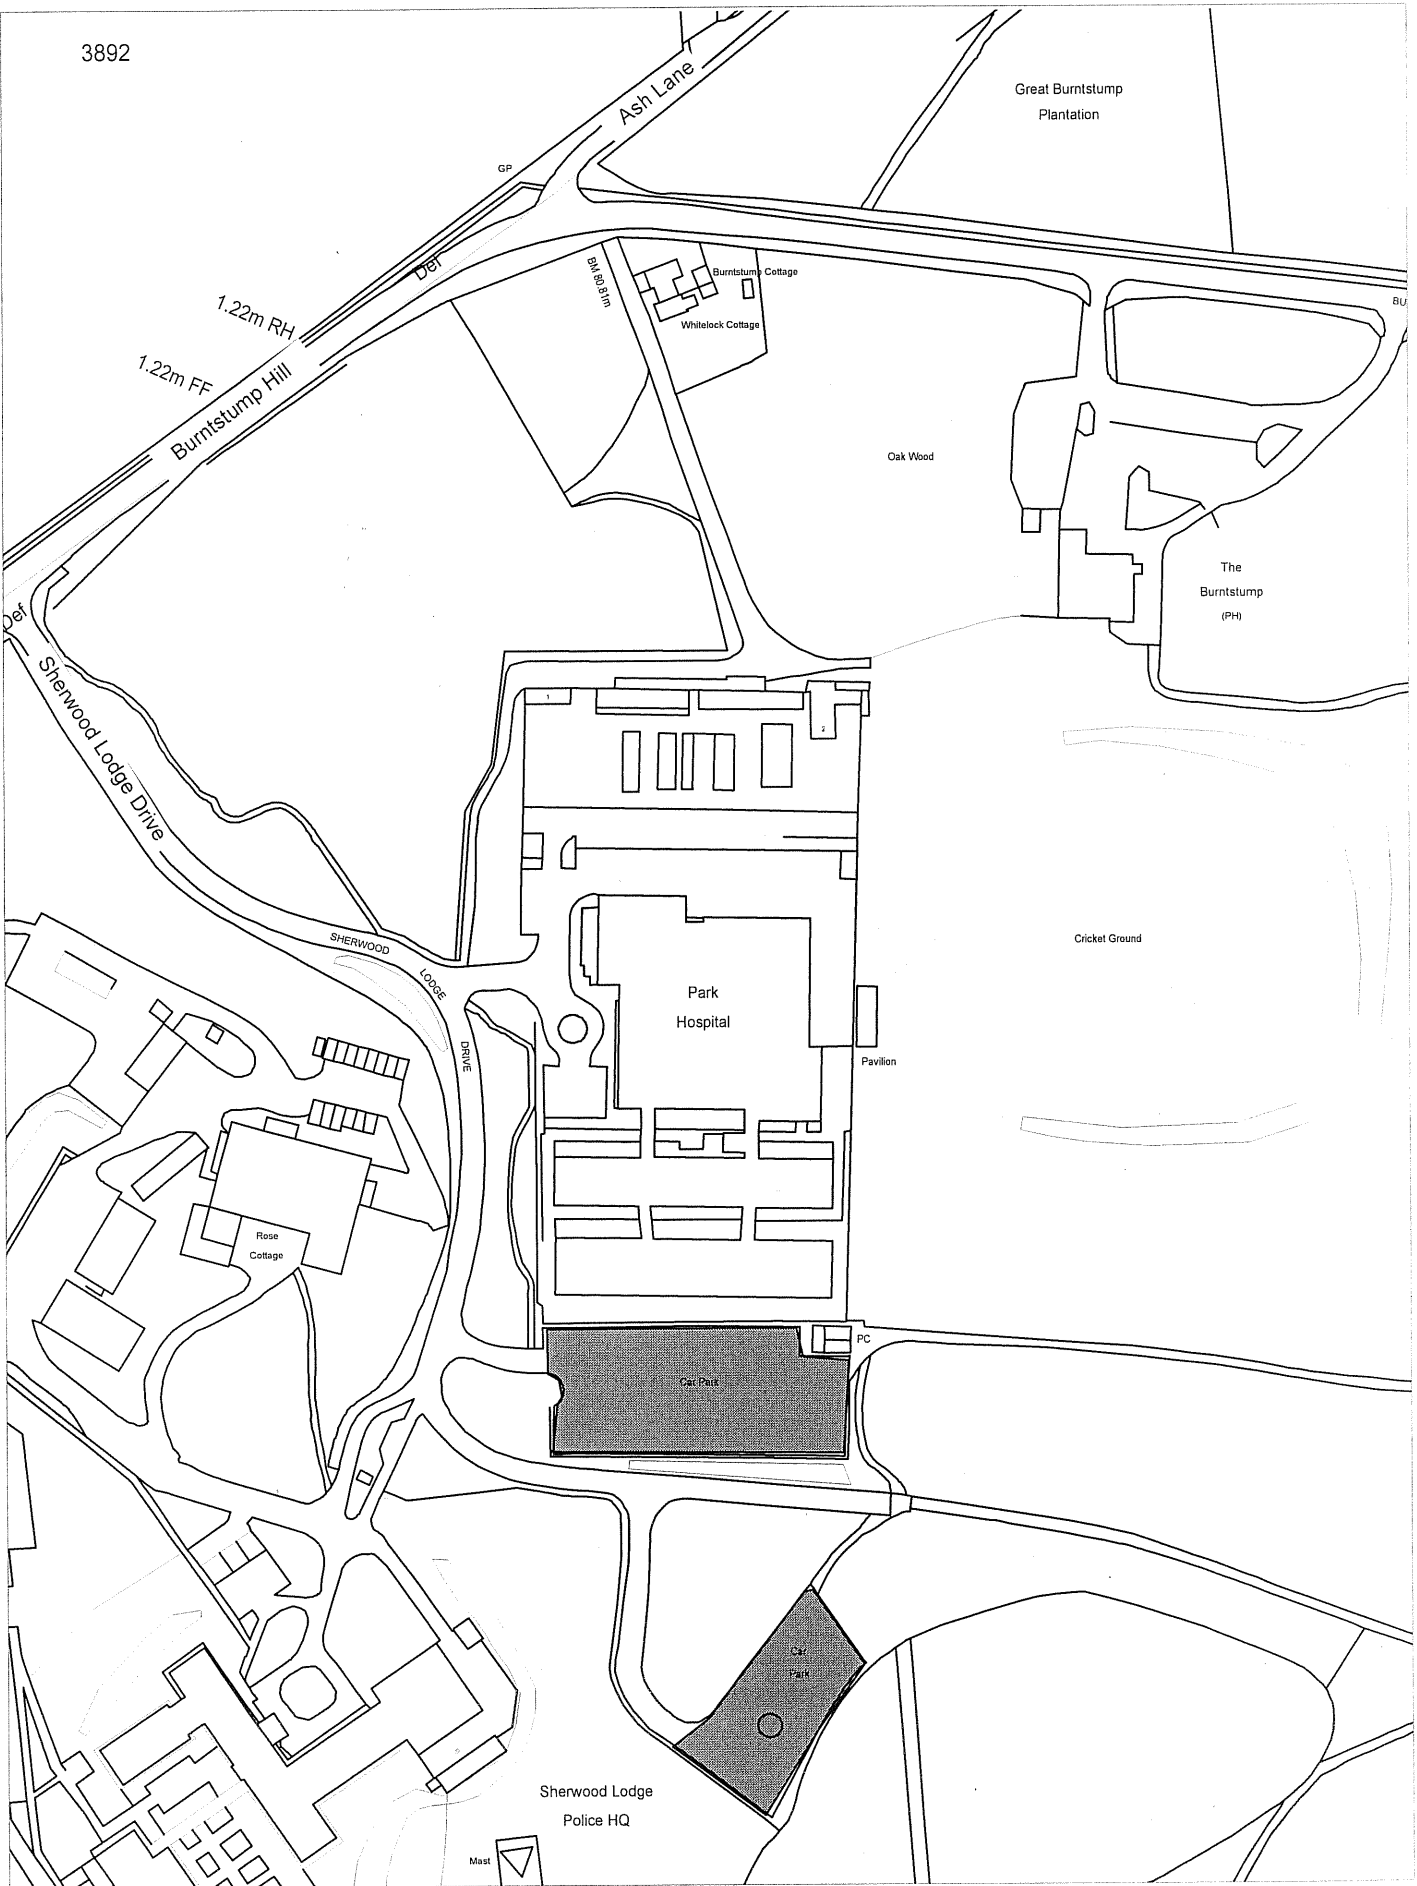 3892
Ash Lane
Great Burntstump
Plantation
GP
Def
BM 80.81m
Burntstump Cottage
Whitelock Cottage
BU
1.22m RH
1.22m FF
Burntstump Hill
Oak Wood
The
Burntstump
(PH)
Def
Sherwood Lodge Drive
1
2
SHERWOOD
LODGE
DRIVE
Cricket Ground
Park
Hospital
Pavilion
Rose
Cottage
PC
Car Park
Car
Park
Sherwood Lodge
Police HQ
Mast